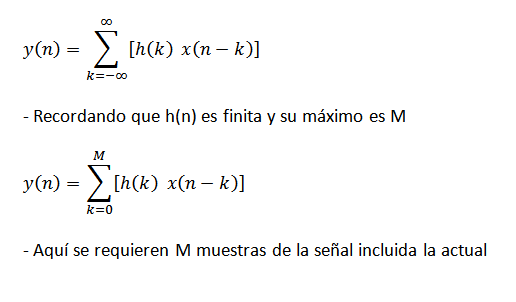 y(n) = ∑_{k=−∞}^{∞} [h(k) x(n − k)]
- Recordando que h(n) es finita y su máximo es M
y(n) = ∑_{k=0}^{M} [h(k) x(n − k)]
- Aquí se requieren M muestras de la señal incluida la actual